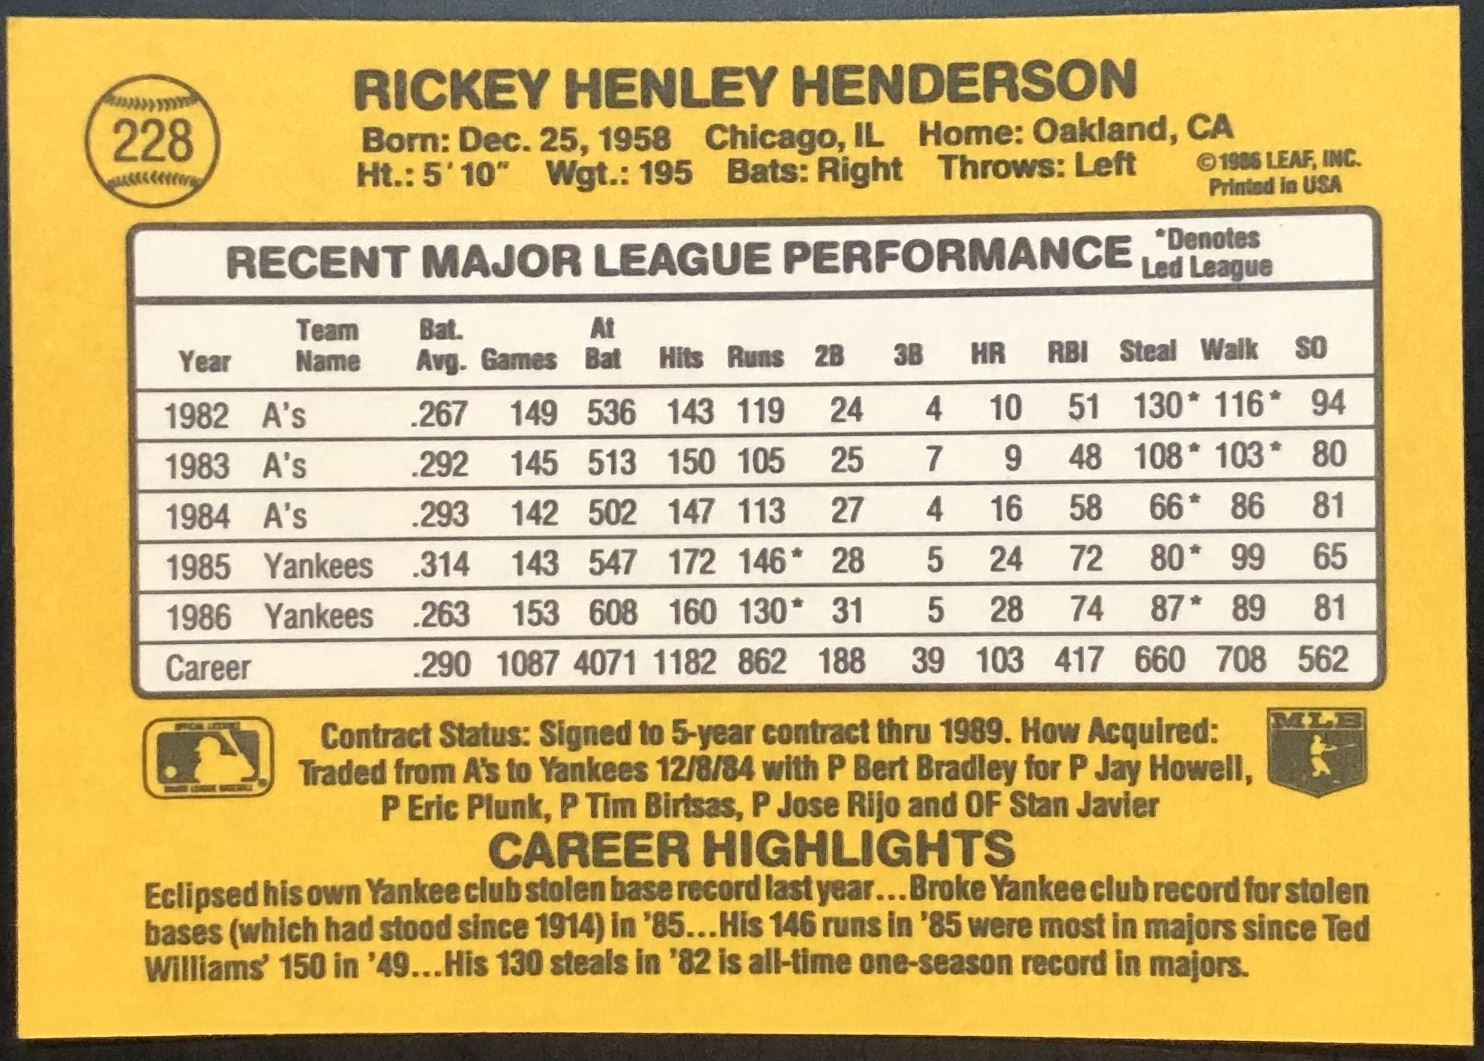 228
RICKEY HENLEY HENDERSON
Born: Dec. 25, 1958 Chicago, IL Home: Oakland, CA
Ht.: 5'10" Wgt.: 195 Bats: Right Throws: Left
©1986 LEAF, INC.
Printed in USA
RECENT MAJOR LEAGUE PERFORMANCE *Denotes Led League
Year Team Name Bat. Avg. Games At Bat Hits Runs 2B 3B HR RBI Steal Walk SO
1982 A's .267 149 536 143 119 24 4 10 51 130* 116* 94
1983 A's .292 145 513 150 105 25 7 9 48 108* 103* 80
1984 A's .293 142 502 147 113 27 4 16 58 66* 86 81
1985 Yankees .314 143 547 172 146* 28 5 24 72 80* 99 65
1986 Yankees .263 153 608 160 130* 31 5 28 74 87* 89 81
Career .290 1087 4071 1182 862 188 39 103 417 660 708 562
Contract Status: Signed to 5-year contract thru 1989. How Acquired:
Traded from A's to Yankees 12/8/84 with P Bert Bradley for P Jay Howell,
P Eric Plunk, P Tim Birtsas, P Jose Rijo and OF Stan Javier
MLB
CAREER HIGHLIGHTS
Eclipsed his own Yankee club stolen base record last year...Broke Yankee club record for stolen
bases (which had stood since 1914) in '85...His 146 runs in '85 were most in majors since Ted
Williams' 150 in '49...His 130 steals in '82 is all-time one-season record in majors.